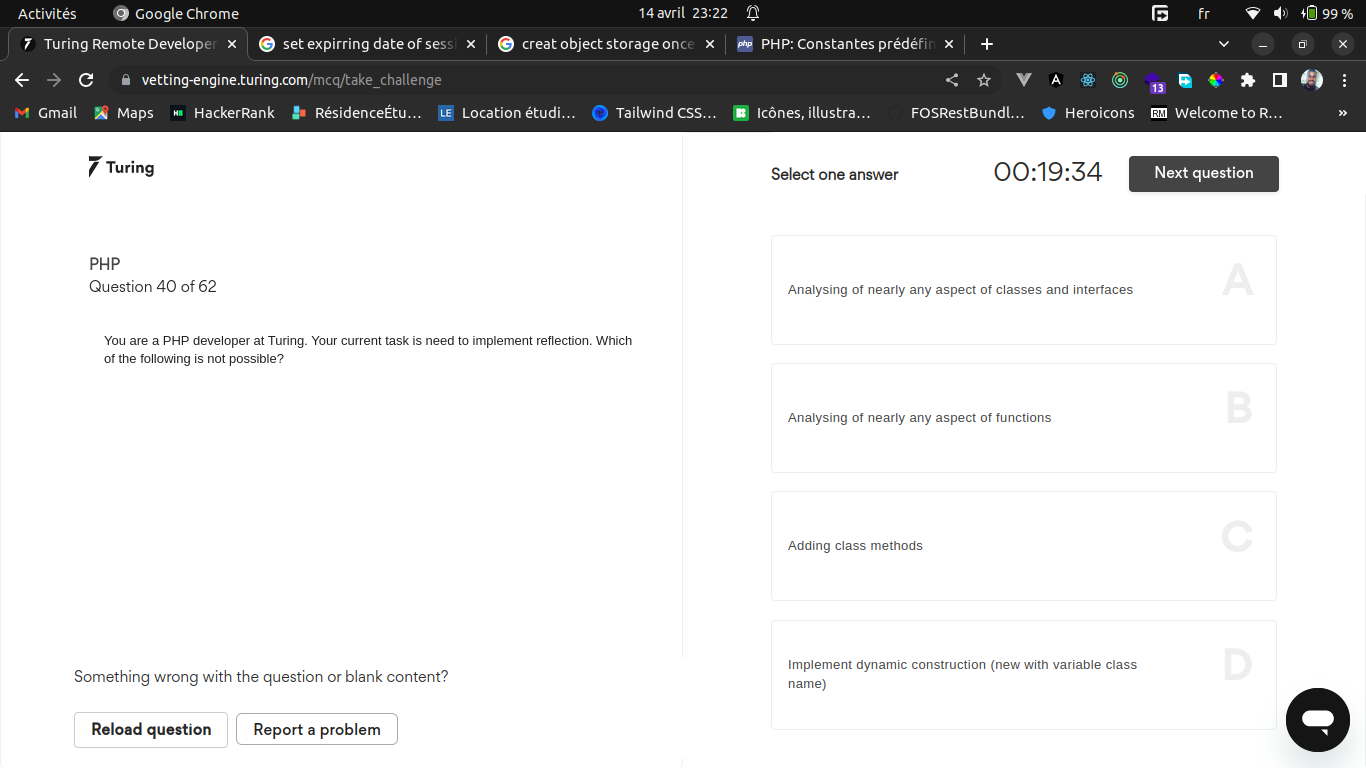 Activités Google Chrome 14 avril 23:22 fr 99 %
Turing Remote Developer set expirring date of sessi creat object storage once php PHP: Constantes prédéfin
vetting-engine.turing.com/mcq/take_challenge 13
Gmail Maps HackerRank RésidenceÉtu... LE Location étudi... Tailwind CSS... Icônes, illustra... FOSRestBundl... Heroicons RM Welcome to R... »
Turing
Select one answer
00:19:34
Next question
PHP
Question 40 of 62
You are a PHP developer at Turing. Your current task is need to implement reflection. Which
of the following is not possible?
A
Analysing of nearly any aspect of classes and interfaces
B
Analysing of nearly any aspect of functions
C
Adding class methods
D
Implement dynamic construction (new with variable class
name)
Something wrong with the question or blank content?
Reload question
Report a problem